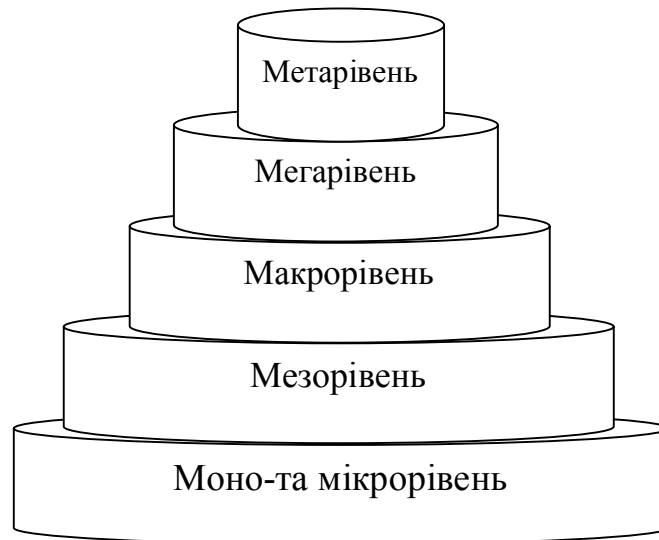 Метарівень
Мегарівень
Макрорівень
Мезорівень
Моно-та мікрорівень